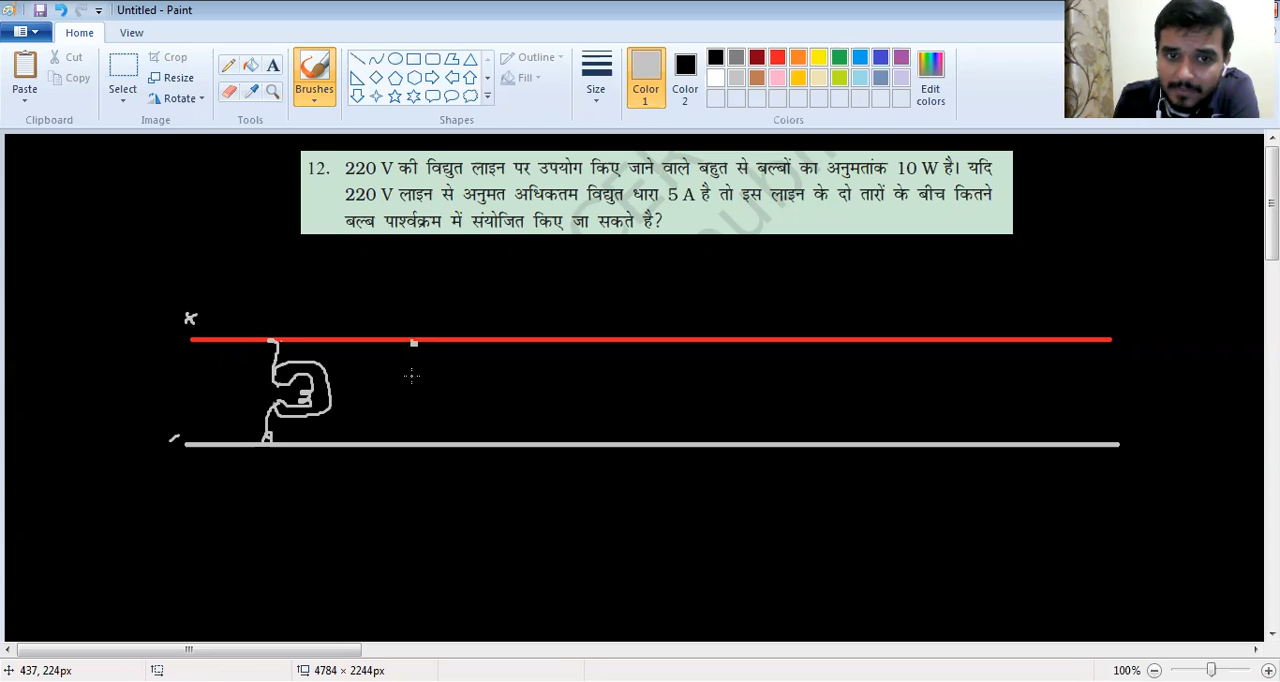 Untitled - Paint
Home
View
Paste
Cut
Copy
Clipboard
Select
Crop
Resize
Rotate
Image
A
Tools
Brushes
Shapes
Outline
Fill
Size
Color 1
Color 2
Edit colors
Colors
12. 220 V की विद्युत लाइन पर उपयोग किए जाने वाले बहुत से बल्बों का अनुमतांक 10 W है। यदि
220 V लाइन से अनुमत अधिकतम विद्युत धारा 5 A है तो इस लाइन के दो तारों के बीच कितने
बल्ब पार्श्वक्रम में संयोजित किए जा सकते है?
437, 224px
4784 × 2244px
100%